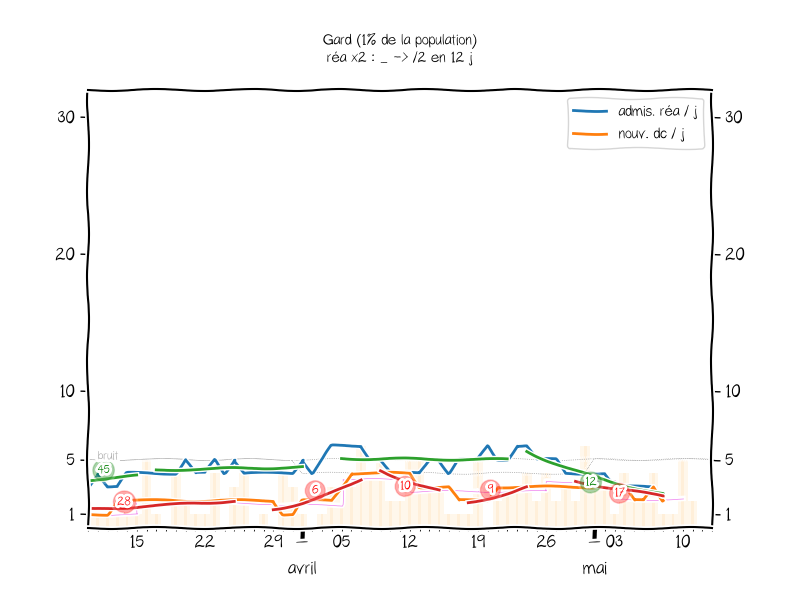 Gard (1% de la population)
réa x2 : _ -> /2 en 12 j
admis. réa / j
nouv. dc / j
30 30
20 20
10 10
5 5
1 1
bruit
45
28
6
10
9
12
17
15 22 29 05 12 19 26 03 10
avril mai